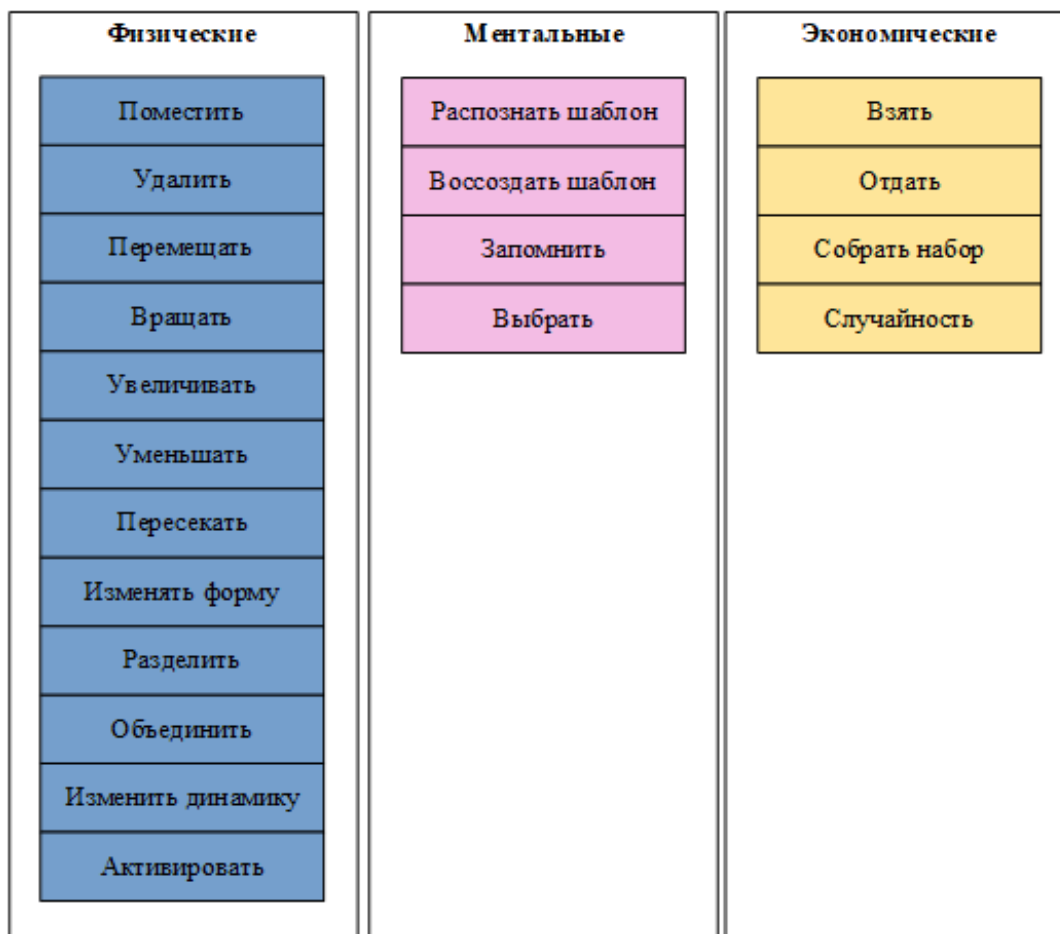 Физические
Поместить
Удалить
Перемещать
Вращать
Увеличивать
Уменьшать
Пересекать
Изменять форму
Разделить
Объединить
Изменить динамику
Активировать
Ментальные
Распознать шаблон
Воссоздать шаблон
Запомнить
Выбрать
Экономические
Взять
Отдать
Собрать набор
Случайность